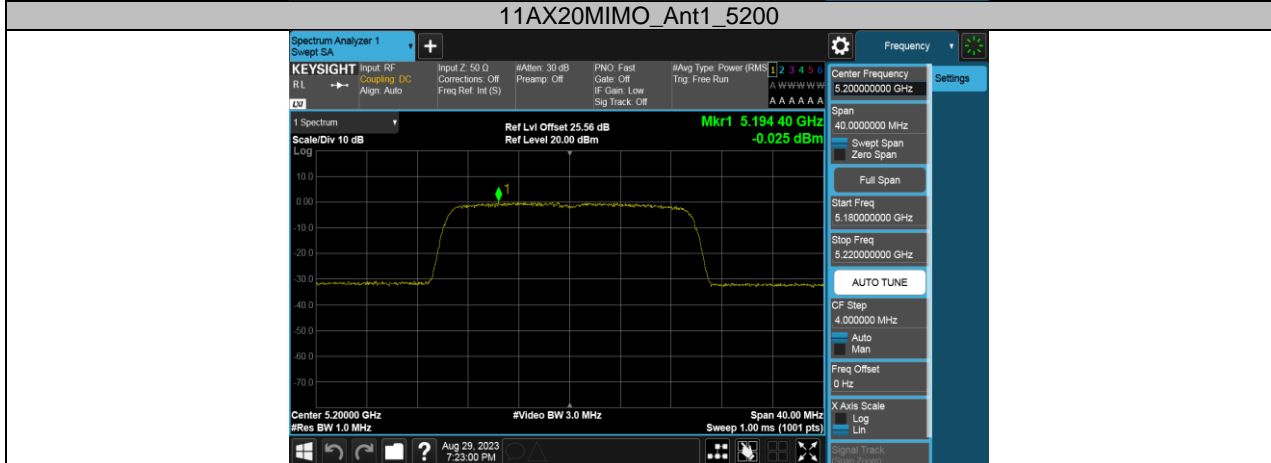 11AX20MIMO_Ant1_5200
Spectrum Analyzer 1
Swept SA
+
Frequency
KEYSIGHT
RL
LXI
Input: RF
Coupling: DC
Align: Auto
Input Z: 50 Ω
Corrections: Off
Freq Ref: Int (S)
#Atten: 30 dB
Preamp: Off
PNO: Fast
Gate: Off
IF Gain: Low
Sig Track: Off
#Avg Type: Power (RMS
Trig: Free Run
1 2 3 4 5 6
A W W W W W
A A A A A A
1 Spectrum
Scale/Div 10 dB
Log
Ref Lvl Offset 25.56 dB
Ref Level 20.00 dBm
Mkr1 5.194 40 GHz
-0.025 dBm
10.0
0.00
-10.0
-20.0
-30.0
-40.0
-50.0
-60.0
-70.0
1
Center 5.20000 GHz
#Res BW 1.0 MHz
#Video BW 3.0 MHz
Span 40.00 MHz
Sweep 1.00 ms (1001 pts)
Center Frequency
5.200000000 GHz
Settings
Span
40.0000000 MHz
Swept Span
Zero Span
Full Span
Start Freq
5.180000000 GHz
Stop Freq
5.220000000 GHz
AUTO TUNE
CF Step
4.000000 MHz
Auto
Man
Freq Offset
0 Hz
X Axis Scale
Log
Lin
Signal Track
(Span Zoom)
?
Aug 29, 2023
7:23:00 PM